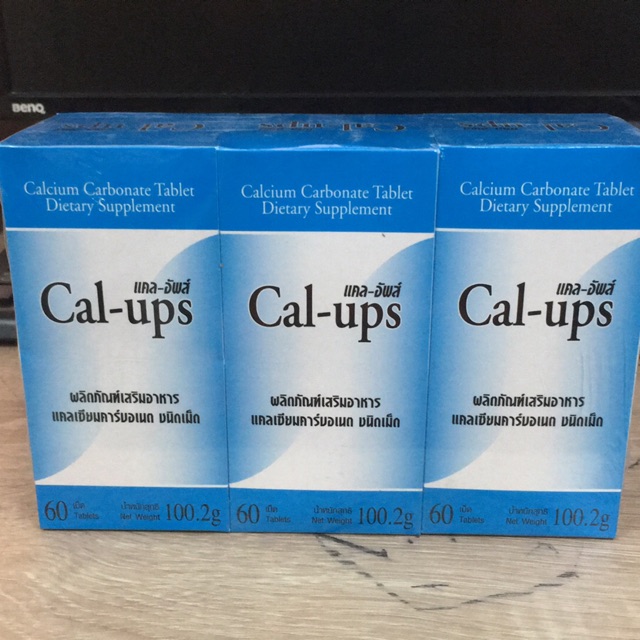 BenQ
Cal-ups
Cal-ups
Cal-ups
Calcium Carbonate Tablet
Dietary Supplement
แคล-อัพส์
Cal-ups
ผลิตภัณฑ์เสริมอาหาร
แคลเซียมคาร์บอเนต ชนิดเม็ด
60 เม็ด Tablets น้ำหนักสุทธิ Net Weight 100.2g
Calcium Carbonate Tablet
Dietary Supplement
แคล-อัพส์
Cal-ups
ผลิตภัณฑ์เสริมอาหาร
แคลเซียมคาร์บอเนต ชนิดเม็ด
60 เม็ด Tablets น้ำหนักสุทธิ Net Weight 100.2g
Calcium Carbonate Tablet
Dietary Supplement
แคล-อัพส์
Cal-ups
ผลิตภัณฑ์เสริมอาหาร
แคลเซียมคาร์บอเนต ชนิดเม็ด
60 เม็ด Tablets น้ำหนักสุทธิ Net Weight 100.2g